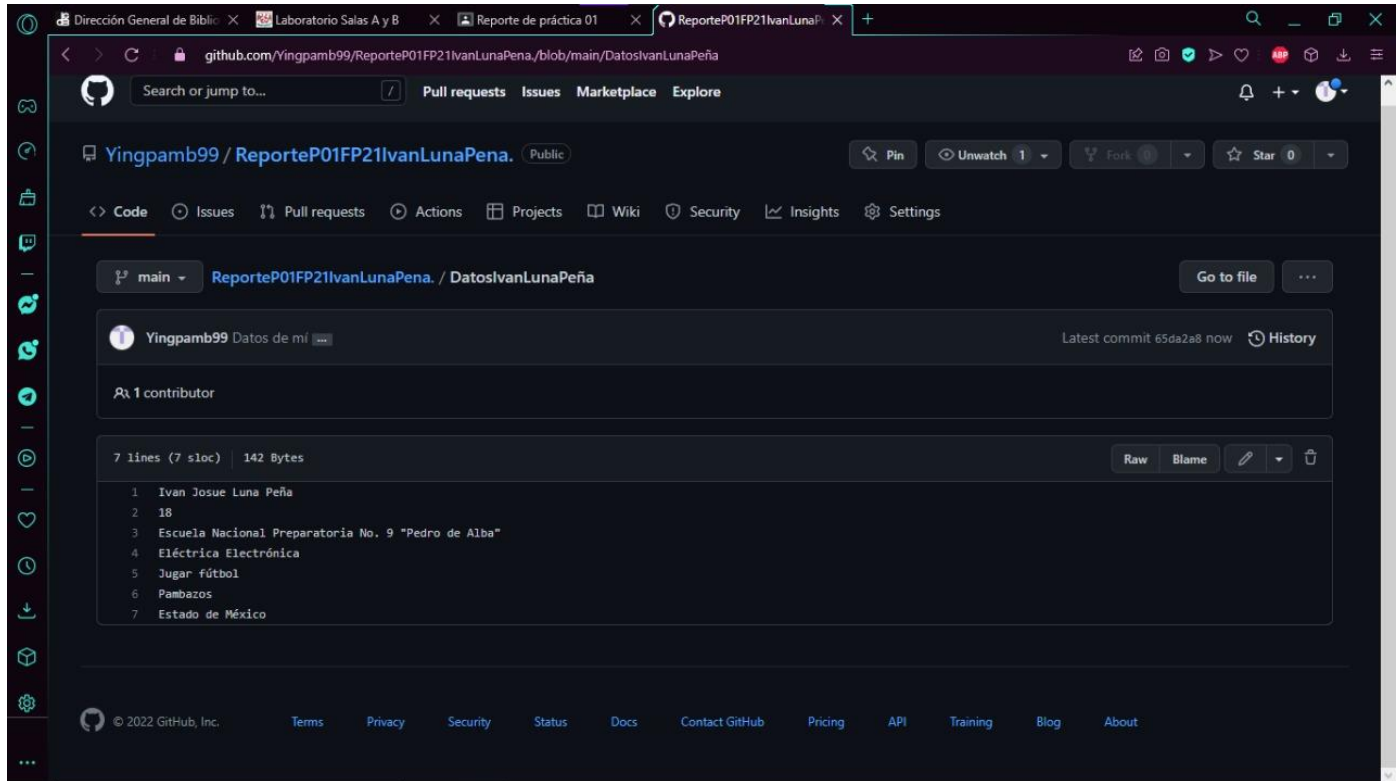 Dirección General de Biblio
Laboratorio Salas A y B
Reporte de práctica 01
ReporteP01FP21IvanLunaP
github.com/Yingpamb99/ReporteP01FP21IvanLunaPena./blob/main/DatosIvanLunaPeña
ABP
Search or jump to... /
Pull requests Issues Marketplace Explore
Yingpamb99 / ReporteP01FP21IvanLunaPena. Public
Pin Unwatch 1 Fork 0 Star 0
Code Issues Pull requests Actions Projects Wiki Security Insights Settings
main ReporteP01FP21IvanLunaPena. / DatosIvanLunaPeña Go to file ...
Yingpamb99 Datos de mí ... Latest commit 65da2a8 now History
1 contributor
7 lines (7 sloc) 142 Bytes Raw Blame
1 Ivan Josue Luna Peña
2 18
3 Escuela Nacional Preparatoria No. 9 "Pedro de Alba"
4 Eléctrica Electrónica
5 Jugar fútbol
6 Pambazos
7 Estado de México
© 2022 GitHub, Inc. Terms Privacy Security Status Docs Contact GitHub Pricing API Training Blog About